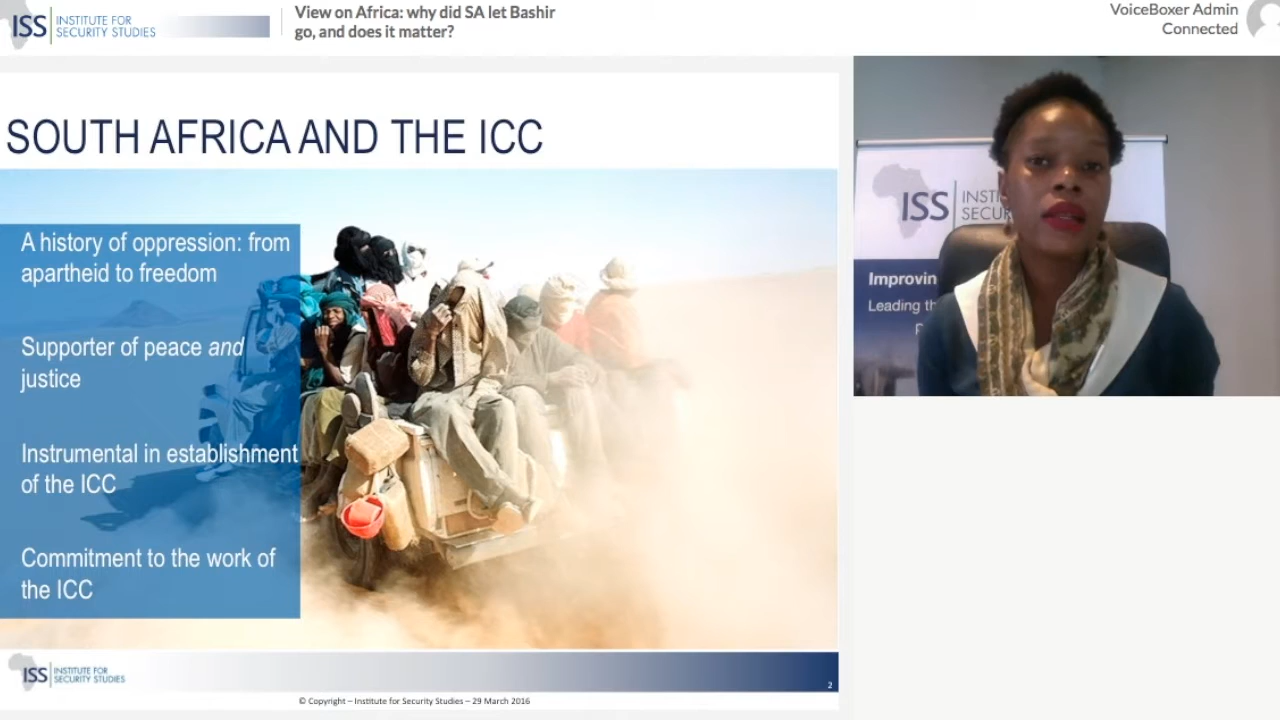 ISS INSTITUTE FOR
SECURITY STUDIES
View on Africa: why did SA let Bashir
go, and does it matter?
VoiceBoxer Admin
Connected
SOUTH AFRICA AND THE ICC
A history of oppression: from
apartheid to freedom
Supporter of peace and
justice
Instrumental in establishment
of the ICC
Commitment to the work of
the ICC
ISS INSTITUTE FOR
SECURITY STUDIES
2
© Copyright – Institute for Security Studies – 29 March 2016
ISS INSTI
SECUR
Improvin
Leading th